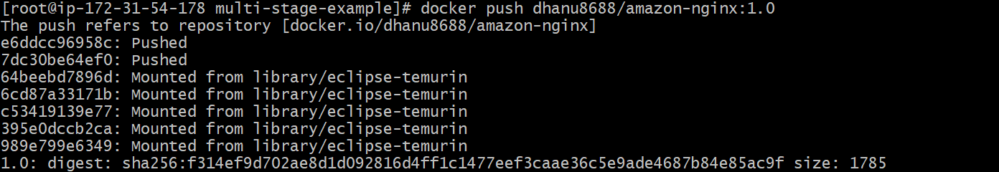 [root@ip-172-31-54-178 multi-stage-example]# docker push dhanu8688/amazon-nginx:1.0
The push refers to repository [docker.io/dhanu8688/amazon-nginx]
e6ddcc96958c: Pushed
7dc30be64ef0: Pushed
64beebd7896d: Mounted from library/eclipse-temurin
6cd87a33171b: Mounted from library/eclipse-temurin
c53419139e77: Mounted from library/eclipse-temurin
395e0dccb2ca: Mounted from library/eclipse-temurin
989e799e6349: Mounted from library/eclipse-temurin
1.0: digest: sha256:f314ef9d702ae8d1d092816d4ff1c1477eef3caae36c5e9ade4687b84e85ac9f size: 1785